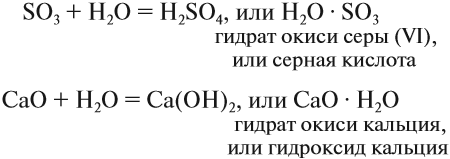 SO₃ + H₂O = H₂SO₄, или H₂O · SO₃
гидрат окиси серы (VI),
или серная кислота
CaO + H₂O = Ca(OH)₂, или CaO · H₂O
гидрат окиси кальция,
или гидроксид кальция